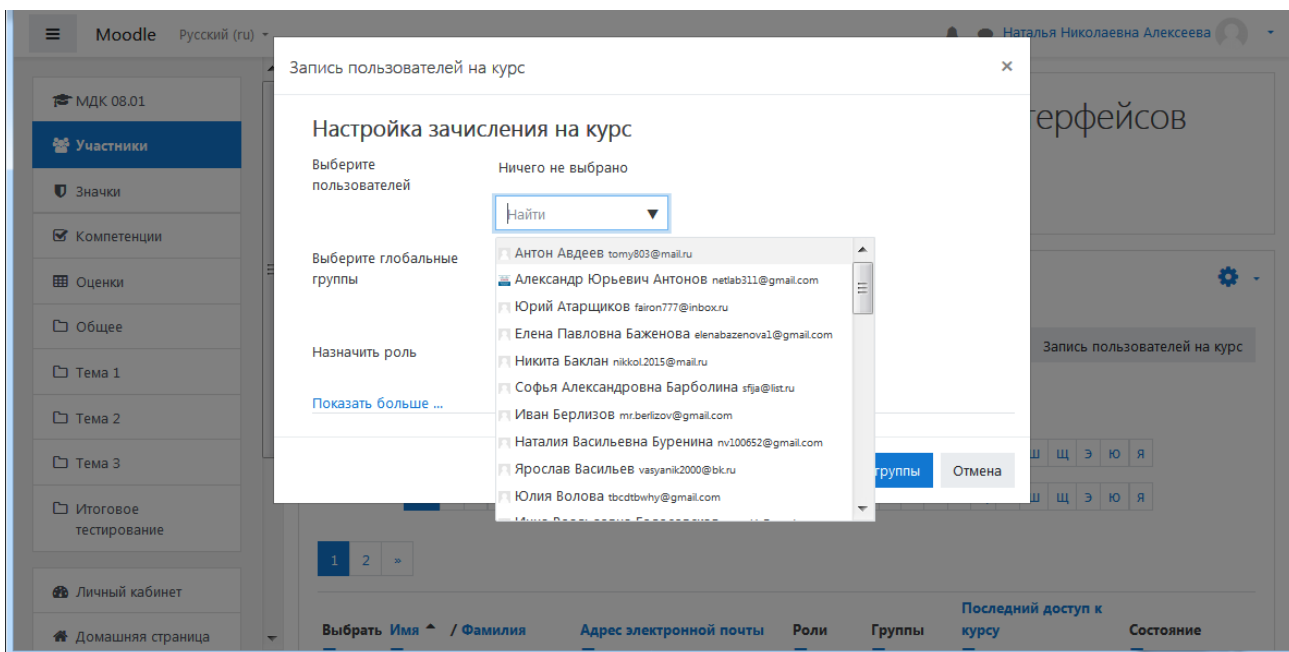 Moodle Русский (ru)
Наталья Николаевна Алексеева
МДК 08.01
Участники
Значки
Компетенции
Оценки
Общее
Тема 1
Тема 2
Тема 3
Итоговое
тестирование
Личный кабинет
Домашняя страница
Запись пользователей на курс ×
Настройка зачисления на курс
Выберите
пользователей
Ничего не выбрано
Найти
Антон Авдеев tomy803@mail.ru
Александр Юрьевич Антонов netlab311@gmail.com
Юрий Атарщиков fairon777@inbox.ru
Елена Павловна Баженова elenabazenova1@gmail.com
Никита Баклан nikkol.2015@mail.ru
Софья Александровна Барболина sfija@list.ru
Иван Берлизов mr.berlizov@gmail.com
Наталия Васильевна Буренина nv100652@gmail.com
Ярослав Васильев vasyanik2000@bk.ru
Юлия Волова tbcdtbwhy@gmail.com
Выберите глобальные
группы
Назначить роль
Показать больше ...
группы
Отмена
терфейсов
Запись пользователей на курс
Ш Щ Э Ю Я
Ш Щ Э Ю Я
1 2 »
Выбрать Имя / Фамилия Адрес электронной почты Роли Группы Последний доступ к
курсу Состояние